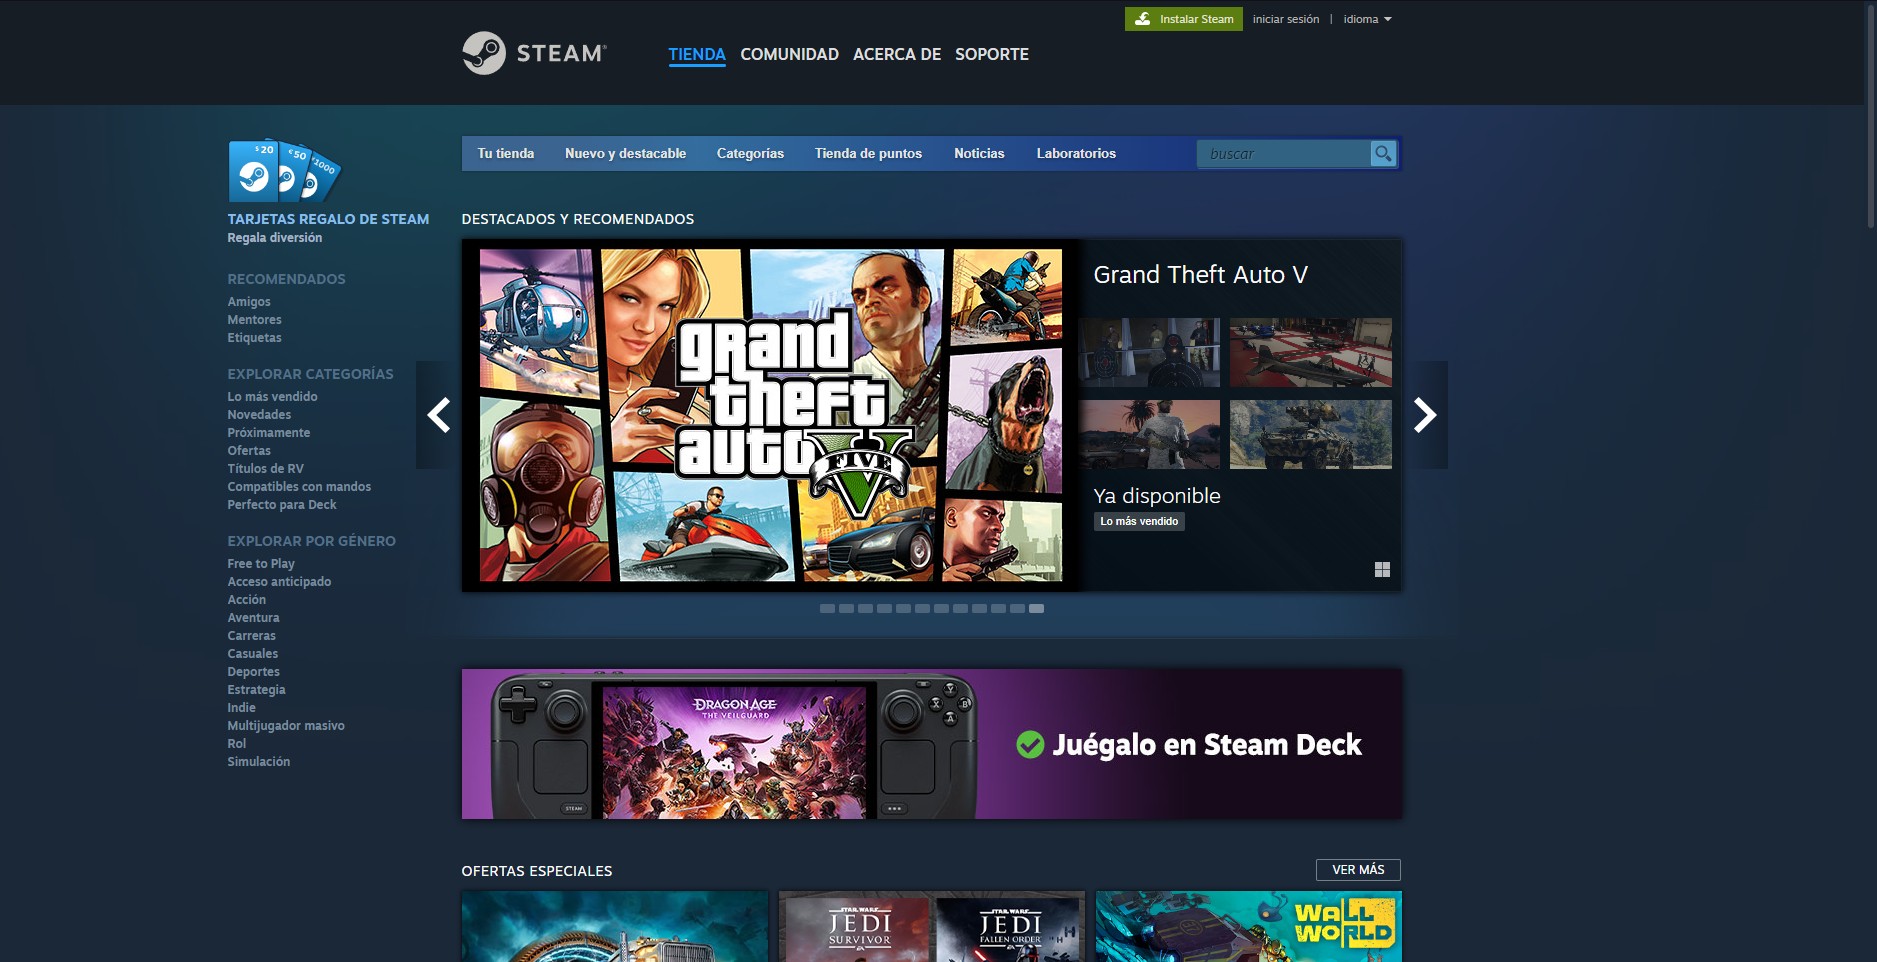 Instalar Steam
iniciar sesión | idioma
STEAM®
TIENDA COMUNIDAD ACERCA DE SOPORTE
$20 €50 ¥1000
TARJETAS REGALO DE STEAM
Regala diversión
RECOMENDADOS
Amigos
Mentores
Etiquetas
EXPLORAR CATEGORÍAS
Lo más vendido
Novedades
Próximamente
Ofertas
Títulos de RV
Compatibles con mandos
Perfecto para Deck
EXPLORAR POR GÉNERO
Free to Play
Acceso anticipado
Acción
Aventura
Carreras
Casuales
Deportes
Estrategia
Indie
Multijugador masivo
Rol
Simulación
Tu tienda Nuevo y destacable Categorías Tienda de puntos Noticias Laboratorios buscar
DESTACADOS Y RECOMENDADOS
grand
theft
auto V
FIVE
Grand Theft Auto V
Ya disponible
Lo más vendido
DRAGON AGE
THE VEILGUARD
STEAM
Y
X B
A
Juégalo en Steam Deck
OFERTAS ESPECIALES
VER MÁS
STAR WARS
JEDI
SURVIVOR
STAR WARS
JEDI
FALLEN ORDER
WALL
WORLD